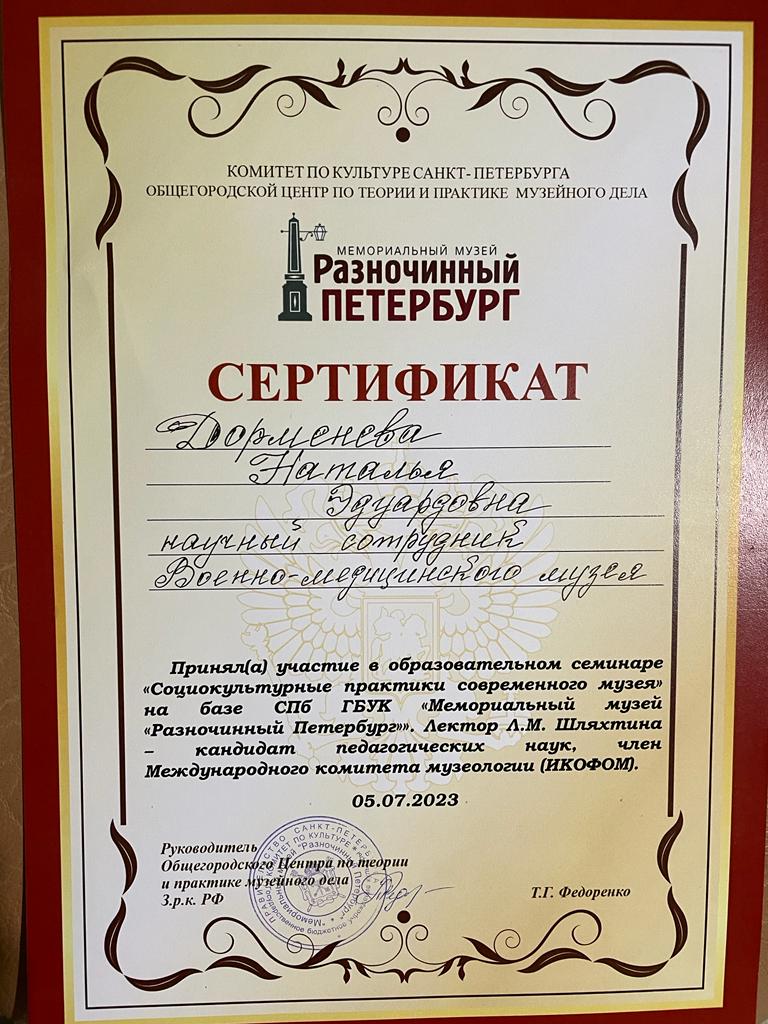 КОМИТЕТ ПО КУЛЬТУРЕ САНКТ- ПЕТЕРБУРГА
ОБЩЕГОРОДСКОЙ ЦЕНТР ПО ТЕОРИИ И ПРАКТИКЕ МУЗЕЙНОГО ДЕЛА
МЕМОРИАЛЬНЫЙ МУЗЕЙ
Разночинный
ПЕТЕРБУРГ
СЕРТИФИКАТ
Дорменева
Наталья
Эдуардовна
научный сотрудник
Военно-медицинского музея
Принял(а) участие в образовательном семинаре
«Социокультурные практики современного музея»
на базе СПб ГБУК «Мемориальный музей
«Разночинный Петербург»». Лектор Л.М. Шляхтина
– кандидат педагогических наук, член
Международного комитета музеологии (ИКОФОМ).
05.07.2023
Руководитель
Общегородского Центра по теории
и практике музейного дела
З.р.к. РФ
Т.Г. Федоренко